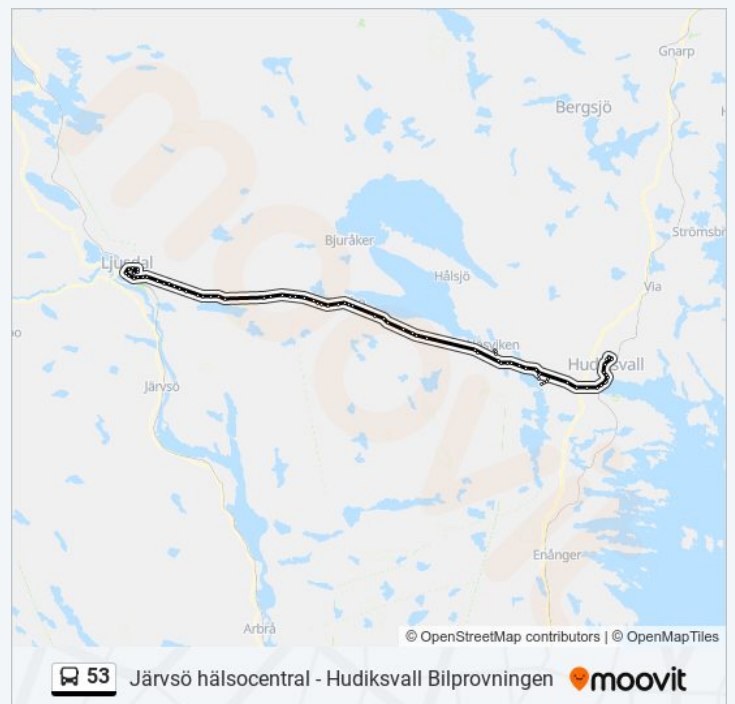 Gnarp
Bergsjö
Strömsbr
Bjuråker
Ljusdal
Hålsjö
Via
Hudiksvall
Järvsö
Enånger
Arbrå
© OpenStreetMap contributors | © OpenMapTiles
53 Järvsö hälsocentral - Hudiksvall Bilprovningen moovit
moovit